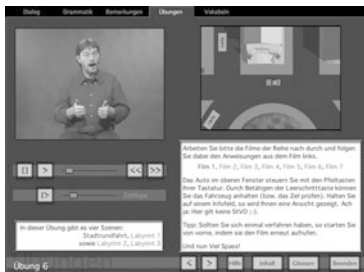 Dialog Grammatik Bemerkungen Übungen Vokabeln
Arbeiten Sie bitte die Filme der Reihe nach durch und folgen
Sie dabei den Anweisungen aus dem Film links.
Film 1, Film 2, Film 3, Film 4, Film 5, Film 6, Film 7
Das Auto im oberen Fenster steuern Sie mit den Pfeiltasten
Ihrer Tastatur. Durch Betätigen der Leerschritttaste können
Sie das Fahrzeug anhalten (bzw. das Ziel prüfen). Halten Sie
auf einem Infofeld, so wird Ihnen eine Ansicht gezeigt. Ach
ja: Hier gilt keine StVO ;-).
Tipp: Sollten Sie sich einmal verfahren haben, so starten Sie
von vorne, indem sie den Film erneut aufrufen.
Und nun Viel Spass!
In dieser Übung gibt es vier Szenen:
Stadtrundfahrt, Labyrint 1
sowie Labyrint 2, Labyrint 3
Übung 6
< > Hilfe Inhalt Glossar Beenden